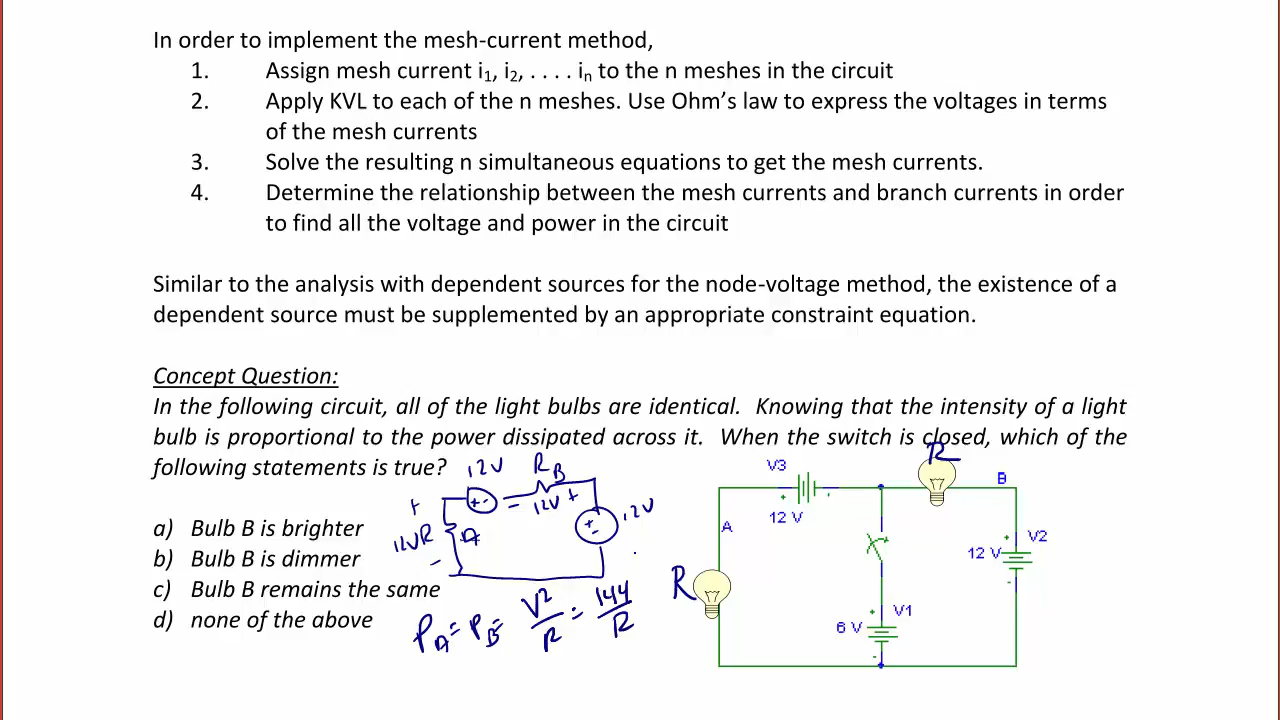 In order to implement the mesh-current method,
1. Assign mesh current i₁, i₂, . . . . iₙ to the n meshes in the circuit
2. Apply KVL to each of the n meshes. Use Ohm’s law to express the voltages in terms
of the mesh currents
3. Solve the resulting n simultaneous equations to get the mesh currents.
4. Determine the relationship between the mesh currents and branch currents in order
to find all the voltage and power in the circuit
Similar to the analysis with dependent sources for the node-voltage method, the existence of a
dependent source must be supplemented by an appropriate constraint equation.
Concept Question:
In the following circuit, all of the light bulbs are identical. Knowing that the intensity of a light
bulb is proportional to the power dissipated across it. When the switch is closed, which of the
following statements is true?
a) Bulb B is brighter
b) Bulb B is dimmer
c) Bulb B remains the same
d) none of the above
12V R_B
+ + - - 12V + + - 12V
12V R_A
-
P_A = P_B = V²/R = 144/R
R
V3
+ -
12 V
B
A
+
V2
12 V
-
R
+
V1
6 V
-